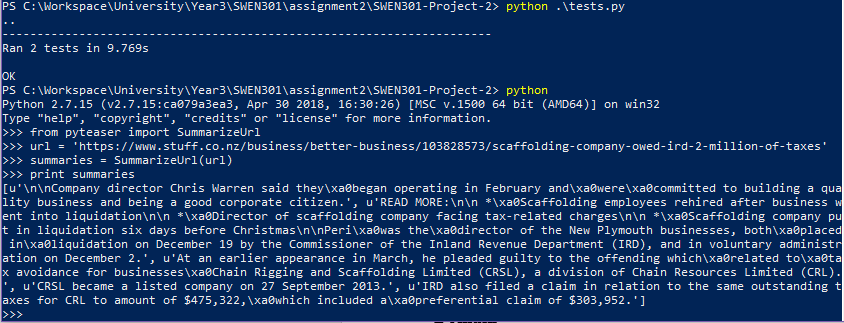 PS C:\Workspace\University\Year3\SWEN301\assignment2\SWEN301-Project-2> python .\tests.py
..
----------------------------------------------------------------------
Ran 2 tests in 9.769s
OK
PS C:\Workspace\University\Year3\SWEN301\assignment2\SWEN301-Project-2> python
Python 2.7.15 (v2.7.15:ca079a3ea3, Apr 30 2018, 16:30:26) [MSC v.1500 64 bit (AMD64)] on win32
Type "help", "copyright", "credits" or "license" for more information.
>>> from pyteaser import SummarizeUrl
>>> url = 'https://www.stuff.co.nz/business/better-business/103828573/scaffolding-company-owed-ird-2-million-of-taxes'
>>> summaries = SummarizeUrl(url)
>>> print summaries
[u'\n\nCompany director Chris Warren said they\xa0began operating in February and\xa0were\xa0committed to building a qua
lity business and being a good corporate citizen.', u'READ MORE:\n\n *\xa0Scaffolding employees rehired after business w
ent into liquidation\n\n *\xa0Director of scaffolding company facing tax-related charges\n\n *\xa0Scaffolding company pu
t in liquidation six days before Christmas\n\nPeri\xa0was the\xa0director of the New Plymouth businesses, both\xa0placed
 in\xa0liquidation on December 19 by the Commissioner of the Inland Revenue Department (IRD), and in voluntary administr
ation on December 2.', u'At an earlier appearance in March, he pleaded guilty to the offending which\xa0related to\xa0ta
x avoidance for businesses\xa0Chain Rigging and Scaffolding Limited (CRSL), a division of Chain Resources Limited (CRL).
', u'CRSL became a listed company on 27 September 2013.', u'IRD also filed a claim in relation to the same outstanding t
axes for CRL to amount of $475,322,\xa0which included a\xa0preferential claim of $303,952.']
>>>